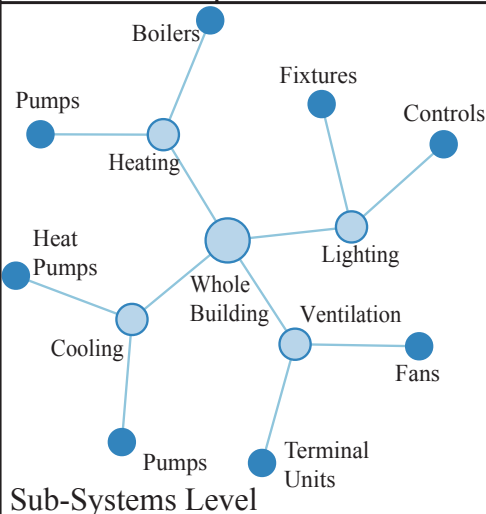 Boilers
Fixtures
Pumps
Controls
Heating
Heat
Pumps
Lighting
Whole
Building
Ventilation
Cooling
Fans
Pumps
Terminal
Units
Sub-Systems Level